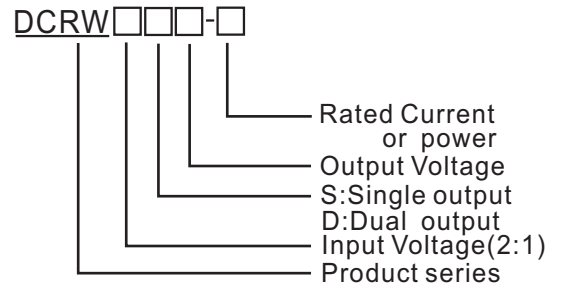 DCRW□□□-□
Rated Current
or power
Output Voltage
S:Single output
D:Dual output
Input Voltage(2:1)
Product series